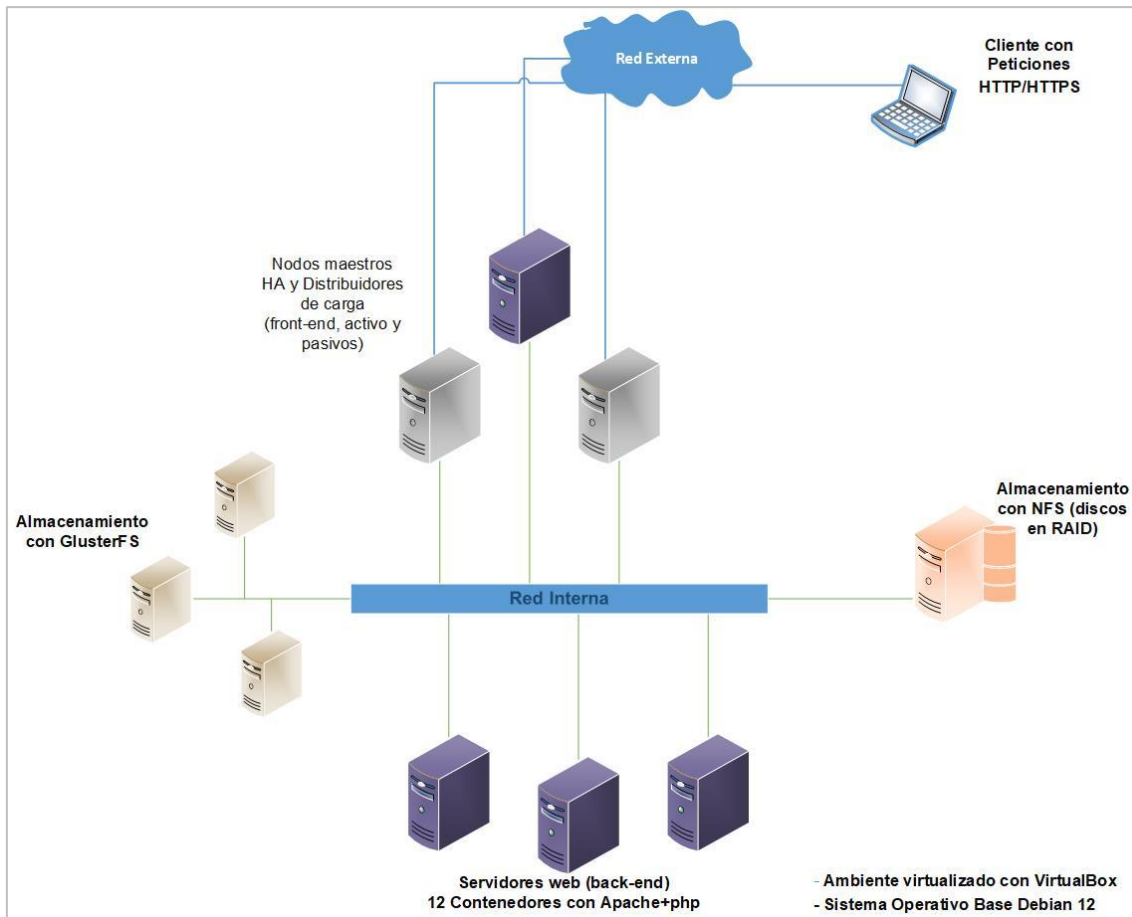 Red Externa
Cliente con
Peticiones
HTTP/HTTPS
Nodos maestros
HA y Distribuidores
de carga
(front-end, activo y
pasivos)
Almacenamiento
con GlusterFS
Almacenamiento
con NFS (discos
en RAID)
Red Interna
Servidores web (back-end)
12 Contenedores con Apache+php
- Ambiente virtualizado con VirtualBox
- Sistema Operativo Base Debian 12